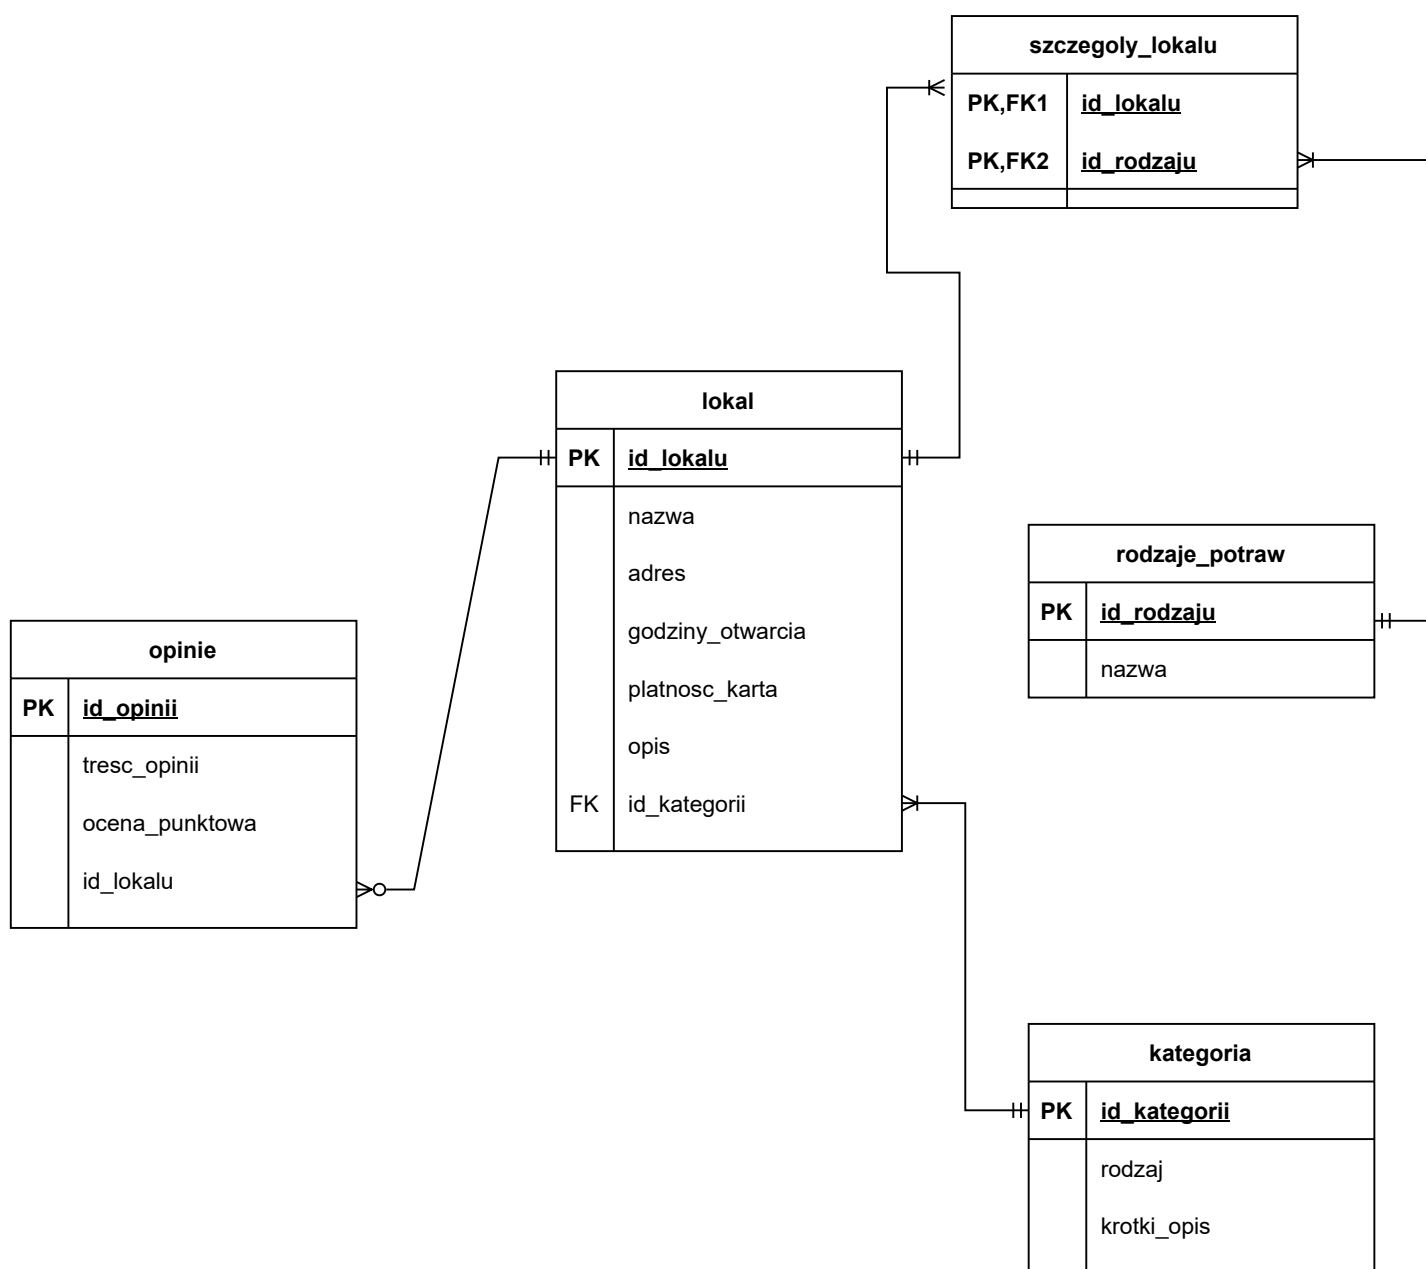 szczegoly_lokalu
PK,FK1 id_lokalu
PK,FK2 id_rodzaju
lokal
PK id_lokalu
nazwa
adres
godziny_otwarcia
platnosc_karta
opis
FK id_kategorii
rodzaje_potraw
PK id_rodzaju
nazwa
opinie
PK id_opinii
tresc_opinii
ocena_punktowa
id_lokalu
kategoria
PK id_kategorii
rodzaj
krotki_opis